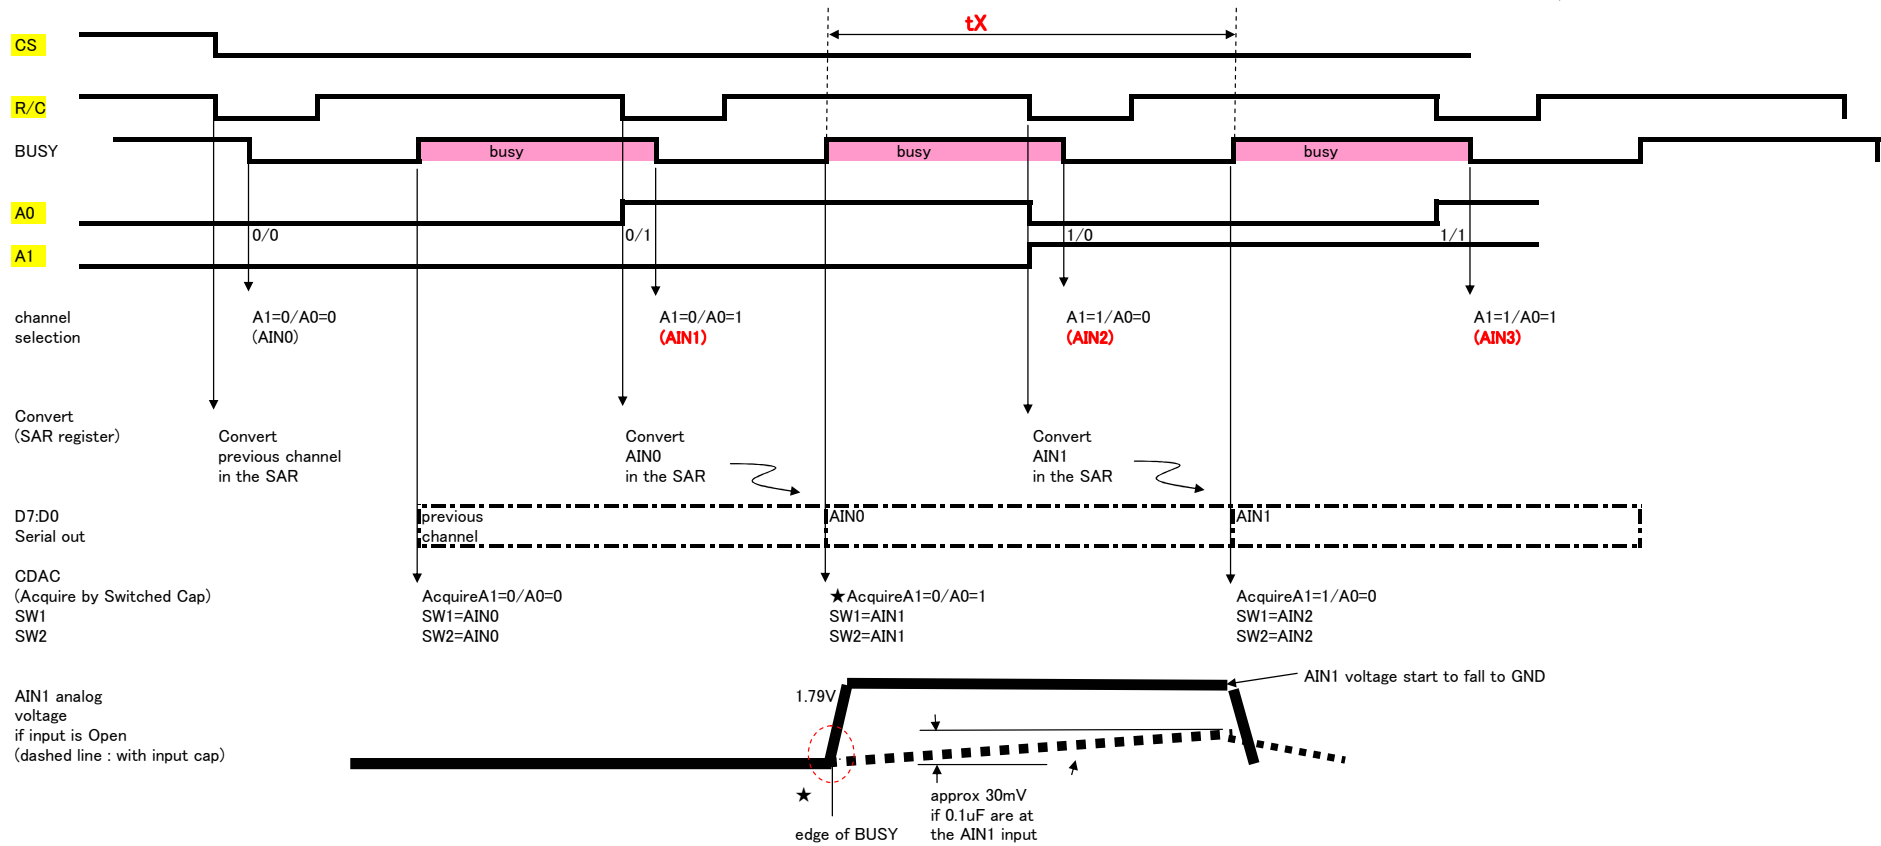 tX
CS
R/C
BUSY
busy
busy
busy
A0
0/0
0/1
1/0
1/1
A1
channel
selection
A1=0/A0=0
(AIN0)
A1=0/A0=1
(AIN1)
A1=1/A0=0
(AIN2)
A1=1/A0=1
(AIN3)
Convert
(SAR register)
Convert
previous channel
in the SAR
Convert
AIN0
in the SAR
Convert
AIN1
in the SAR
D7:D0
Serial out
previous
channel
AIN0
AIN1
CDAC
(Acquire by Switched Cap)
SW1
SW2
AcquireA1=0/A0=0
SW1=AIN0
SW2=AIN0
★AcquireA1=0/A0=1
SW1=AIN1
SW2=AIN1
AcquireA1=1/A0=0
SW1=AIN2
SW2=AIN2
AIN1 analog
voltage
if input is Open
(dashed line : with input cap)
1.79V
AIN1 voltage start to fall to GND
★
edge of BUSY
approx 30mV
if 0.1uF are at
the AIN1 input